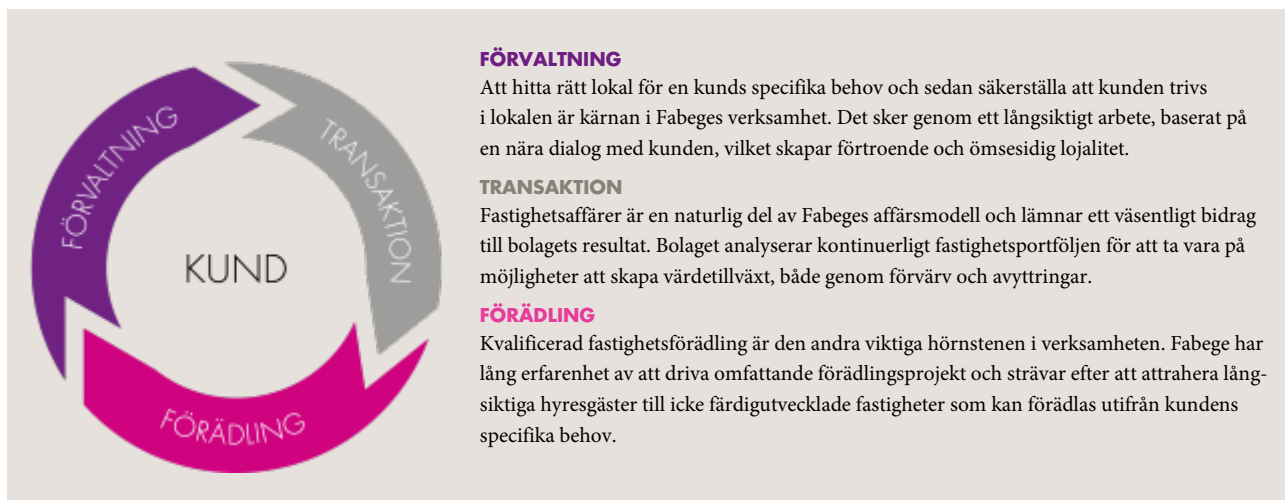 FÖRVALTNING
TRANSAKTION
KUND
FÖRÄDLING
FÖRVALTNING
Att hitta rätt lokal för en kunds specifika behov och sedan säkerställa att kunden trivs
i lokalen är kärnan i Fabeges verksamhet. Det sker genom ett långsiktigt arbete, baserat på
en nära dialog med kunden, vilket skapar förtroende och ömsesidig lojalitet.
TRANSAKTION
Fastighetsaffärer är en naturlig del av Fabeges affärsmodell och lämnar ett väsentligt bidrag
till bolagets resultat. Bolaget analyserar kontinuerligt fastighetsportföljen för att ta vara på
möjligheter att skapa värdetillväxt, både genom förvärv och avyttringar.
FÖRÄDLING
Kvalificerad fastighetsförädling är den andra viktiga hörnstenen i verksamheten. Fabege har
lång erfarenhet av att driva omfattande förädlingsprojekt och strävar efter att attrahera lång-
siktiga hyresgäster till icke färdigutvecklade fastigheter som kan förädlas utifrån kundens
specifika behov.